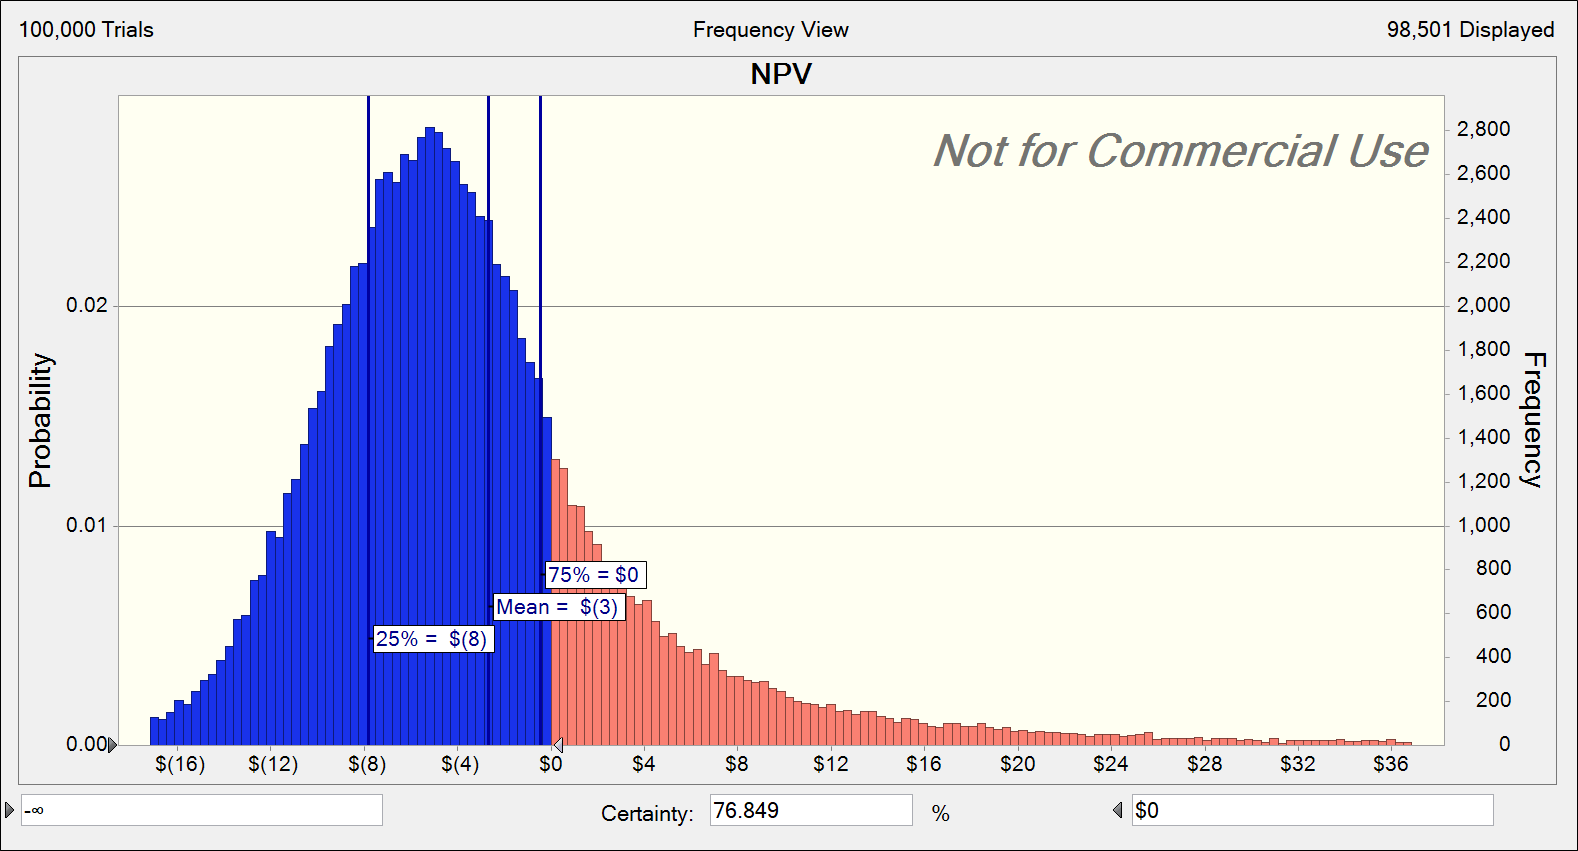 100,000 Trials
Frequency View
98,501 Displayed
NPV
Not for Commercial Use
Probability
0.02
0.01
0.00
2,800
2,600
2,400
2,200
2,000
1,800
1,600
1,400
1,200
1,000
800
600
400
200
0
Frequency
75% = $0
Mean = $(3)
25% = $(8)
$(16) $(12) $(8) $(4) $0 $4 $8 $12 $16 $20 $24 $28 $32 $36
-∞
Certainty: 76.849 %
$0